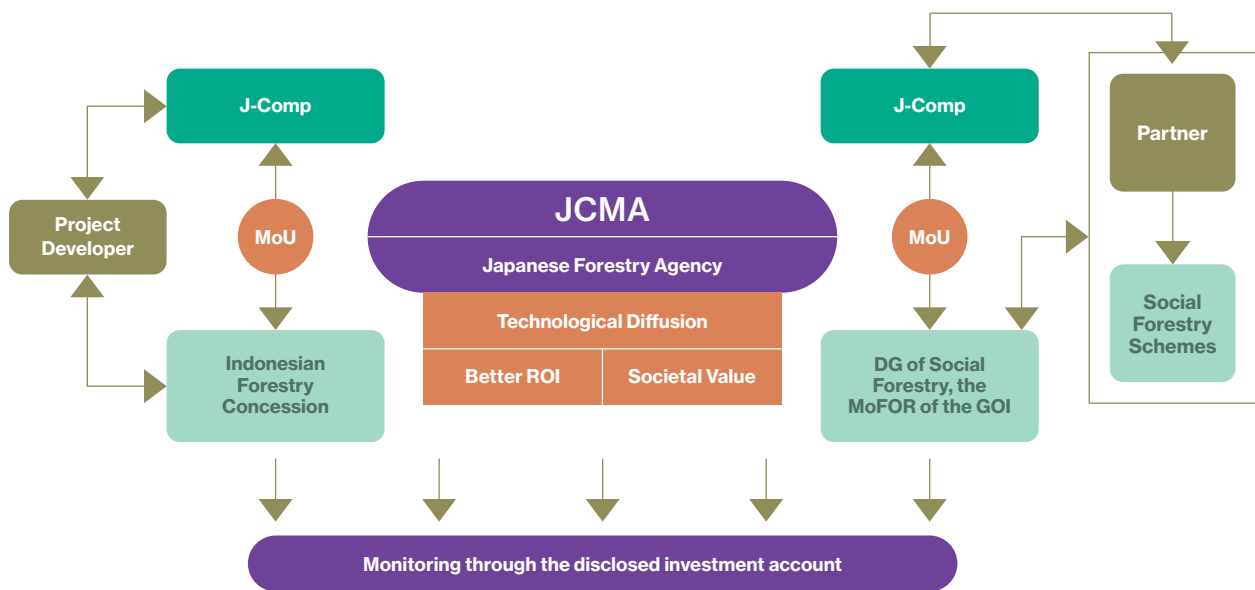 J-Comp
Project
Developer
MoU
Indonesian
Forestry
Concession
JCMA
Japanese Forestry Agency
Technological Diffusion
Better ROI
Societal Value
J-Comp
MoU
DG of Social
Forestry, the
MoFOR of the GOI
Partner
Social
Forestry
Schemes
Monitoring through the disclosed investment account